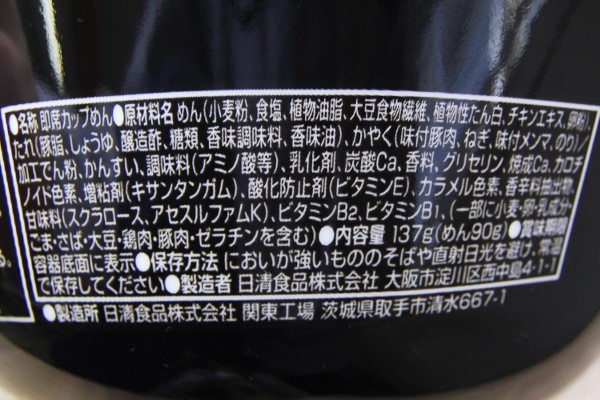 ●名称 即席カップめん●原材料名 めん(小麦粉、食塩、植物油脂、大豆食物繊維、植物性たん白、チキンエキス、卵粉)、
たれ(豚脂、しょうゆ、醸造酢、糖類、香味調味料、香味油)、かやく(味付豚肉、ねぎ、味付メンマ、のり)/
加工でん粉、かんすい、調味料(アミノ酸等)、乳化剤、炭酸Ca、香料、グリセリン、焼成Ca、カロチ
ノイド色素、増粘剤(キサンタンガム)、酸化防止剤(ビタミンE)、カラメル色素、香辛料抽出物、
甘味料(スクラロース、アセスルファムK)、ビタミンB2、ビタミンB1、(一部に小麦・卵・乳成分・
ごま・さば・大豆・鶏肉・豚肉・ゼラチンを含む)●内容量 137g(めん90g)●賞味期限
容器底面に表示●保存方法 においが強いもののそばや直射日光を避け、常温
で保存してください●製造者 日清食品株式会社 大阪市淀川区西中島4-1-1
●製造所 日清食品株式会社 関東工場 茨城県取手市清水667-1